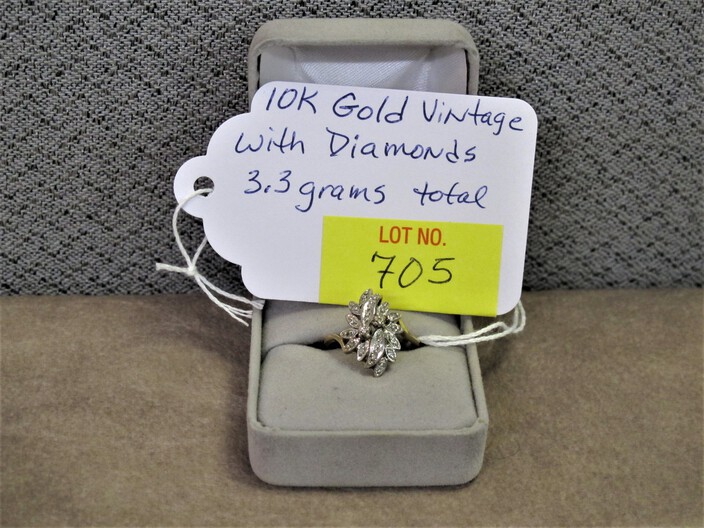 10K Gold Vintage
with Diamonds
3.3 grams total
LOT NO.
705